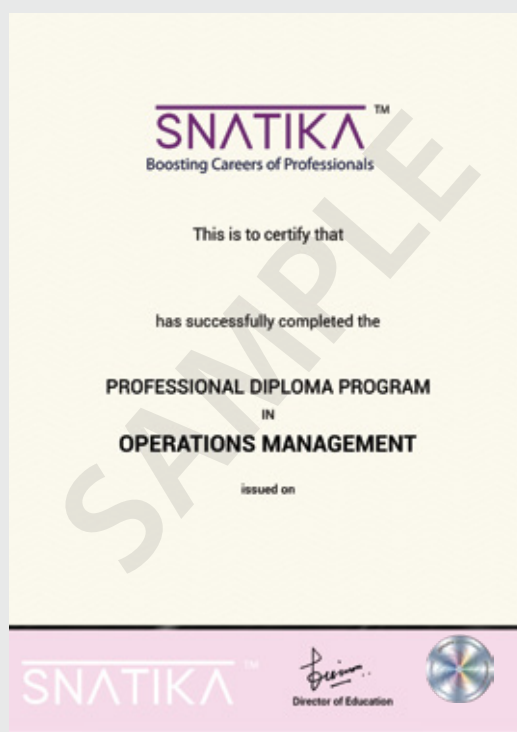 SNATIKA™
Boosting Careers of Professionals
This is to certify that
has successfully completed the
PROFESSIONAL DIPLOMA PROGRAM
IN
OPERATIONS MANAGEMENT
issued on
SAMPLE
SNATIKA™
Director of Education